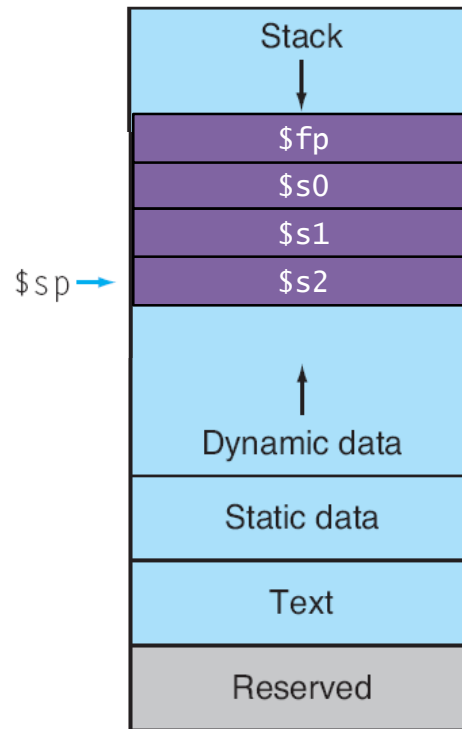 Stack
$fp
$s0
$s1
$sp
$s2
Dynamic data
Static data
Text
Reserved